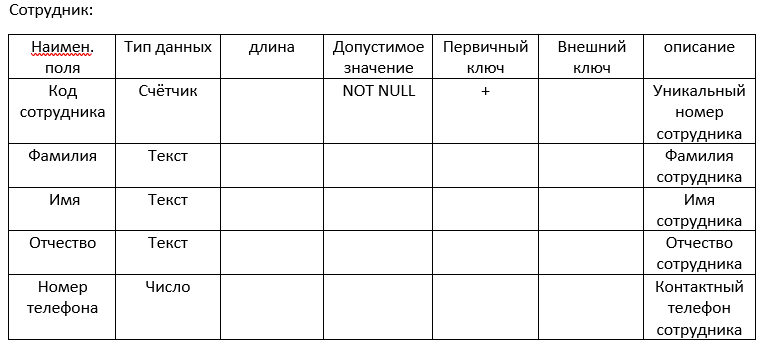 Сотрудник:
Наимен. поля | Тип данных | длина | Допустимое значение | Первичный ключ | Внешний ключ | описание
Код сотрудника | Счётчик | | NOT NULL | + | | Уникальный номер сотрудника
Фамилия | Текст | | | | | Фамилия сотрудника
Имя | Текст | | | | | Имя сотрудника
Отчество | Текст | | | | | Отчество сотрудника
Номер телефона | Число | | | | | Контактный телефон сотрудника